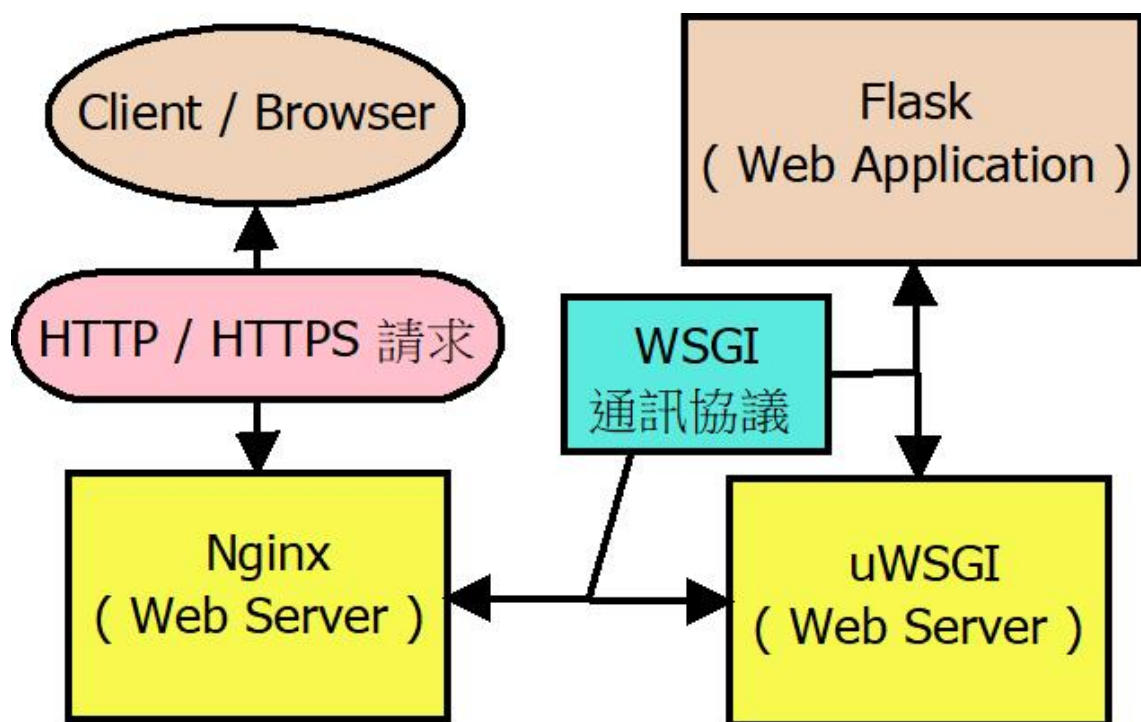 Client / Browser
HTTP / HTTPS 請求
Nginx
( Web Server )
WSGI
通訊協議
Flask
( Web Application )
uWSGI
( Web Server )